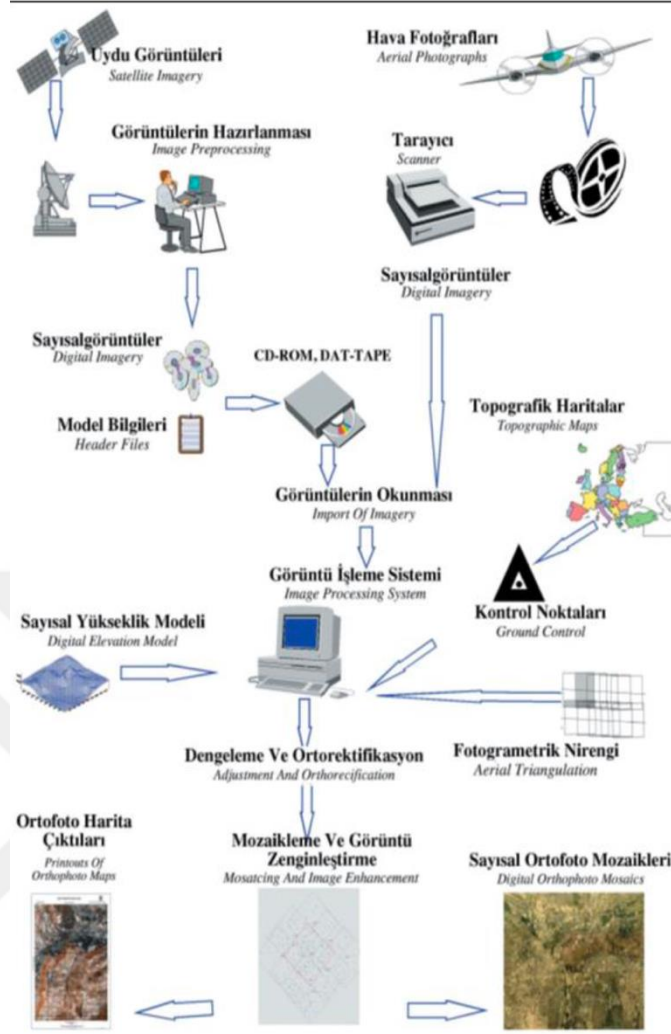 Uydu Görüntüleri
Satellite Imagery
Hava Fotoğrafları
Aerial Photographs
Görüntülerin Hazırlanması
Image Preprocessing
Tarayıcı
Scanner
Sayısalgörüntüler
Digital Imagery
Sayısalgörüntüler
Digital Imagery
CD-ROM, DAT-TAPE
Model Bilgileri
Header Files
Topografik Haritalar
Topographic Maps
Görüntülerin Okunması
Import Of Imagery
Görüntü İşleme Sistemi
Image Processing System
Kontrol Noktaları
Ground Control
Sayısal Yükseklik Modeli
Digital Elevation Model
Dengeleme Ve Ortorektifikasyon
Adjustment And Orthorecification
Fotogrametrik Nirengi
Aerial Triangulation
Ortofoto Harita
Çıktıları
Printouts Of
Orthophoto Maps
Mozaikleme Ve Görüntü
Zenginleştirme
Mosatcing And Image Enhancement
Sayısal Ortofoto Mozaikleri
Digital Orthophoto Mosaics